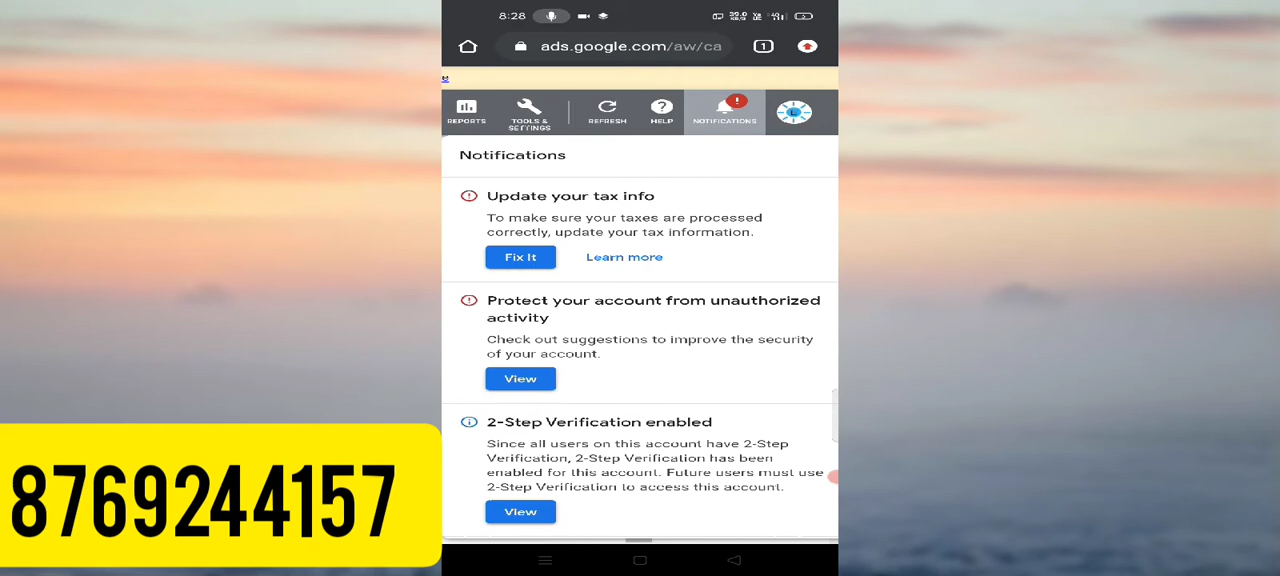 8:28
39.0 KB/S
4G
ads.google.com/aw/ca
1
REPORTS
TOOLS & SETTINGS
REFRESH
HELP
NOTIFICATIONS
Notifications
Update your tax info
To make sure your taxes are processed
correctly, update your tax information.
Fix It
Learn more
Protect your account from unauthorized
activity
Check out suggestions to improve the security
of your account.
View
2-Step Verification enabled
Since all users on this account have 2-Step
Verification, 2-Step Verification has been
enabled for this account. Future users must use
2-Step Verification to access this account.
View
8769244157